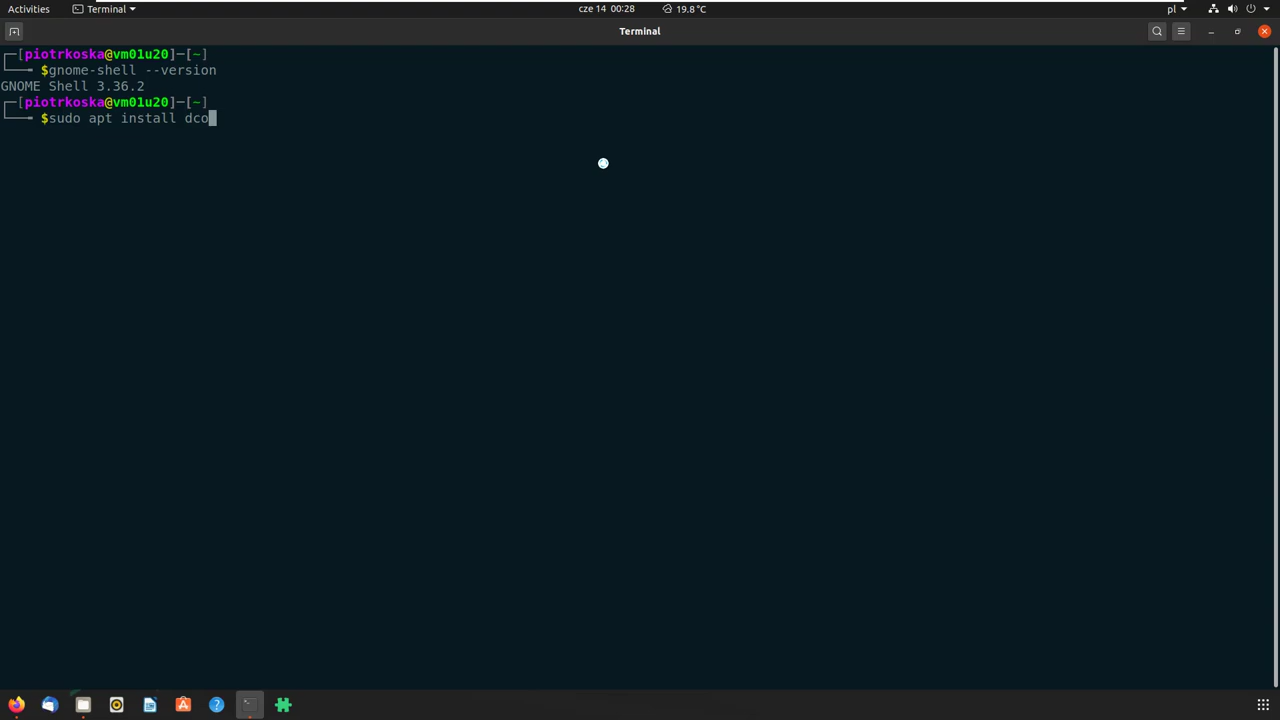 Activities Terminal cze 14 00:28 19.8 °C pl
Terminal
┌─[piotrkoska@vm01u20]─[~]
└──╼ $gnome-shell --version
GNOME Shell 3.36.2
┌─[piotrkoska@vm01u20]─[~]
└──╼ $sudo apt install dco